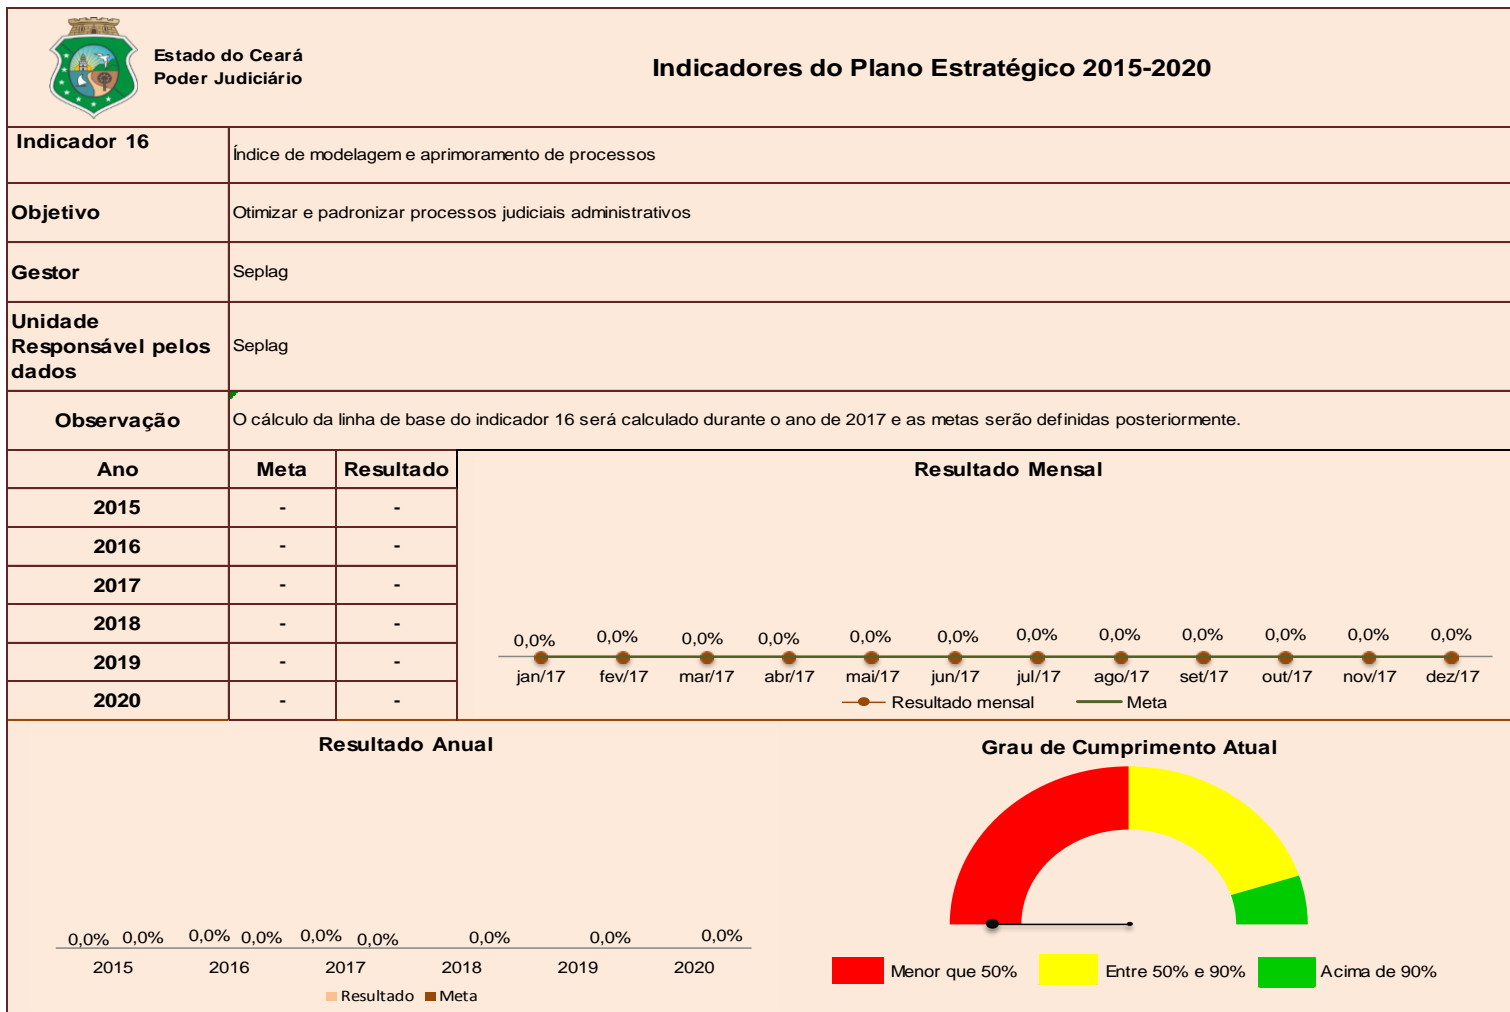 Estado do Ceará
Poder Judiciário
Indicadores do Plano Estratégico 2015-2020
Indicador 16
Índice de modelagem e aprimoramento de processos
Objetivo
Otimizar e padronizar processos judiciais administrativos
Gestor
Seplag
Unidade
Responsável pelos
dados
Seplag
Observação
O cálculo da linha de base do indicador 16 será calculado durante o ano de 2017 e as metas serão definidas posteriormente.
Ano Meta Resultado
2015 - -
2016 - -
2017 - -
2018 - -
2019 - -
2020 - -
Resultado Mensal
0,0% 0,0% 0,0% 0,0% 0,0% 0,0% 0,0% 0,0% 0,0% 0,0% 0,0% 0,0%
jan/17 fev/17 mar/17 abr/17 mai/17 jun/17 jul/17 ago/17 set/17 out/17 nov/17 dez/17
Resultado mensal Meta
Resultado Anual
0,0% 0,0% 0,0% 0,0% 0,0% 0,0% 0,0% 0,0% 0,0%
2015 2016 2017 2018 2019 2020
Resultado Meta
Grau de Cumprimento Atual
Menor que 50% Entre 50% e 90% Acima de 90%